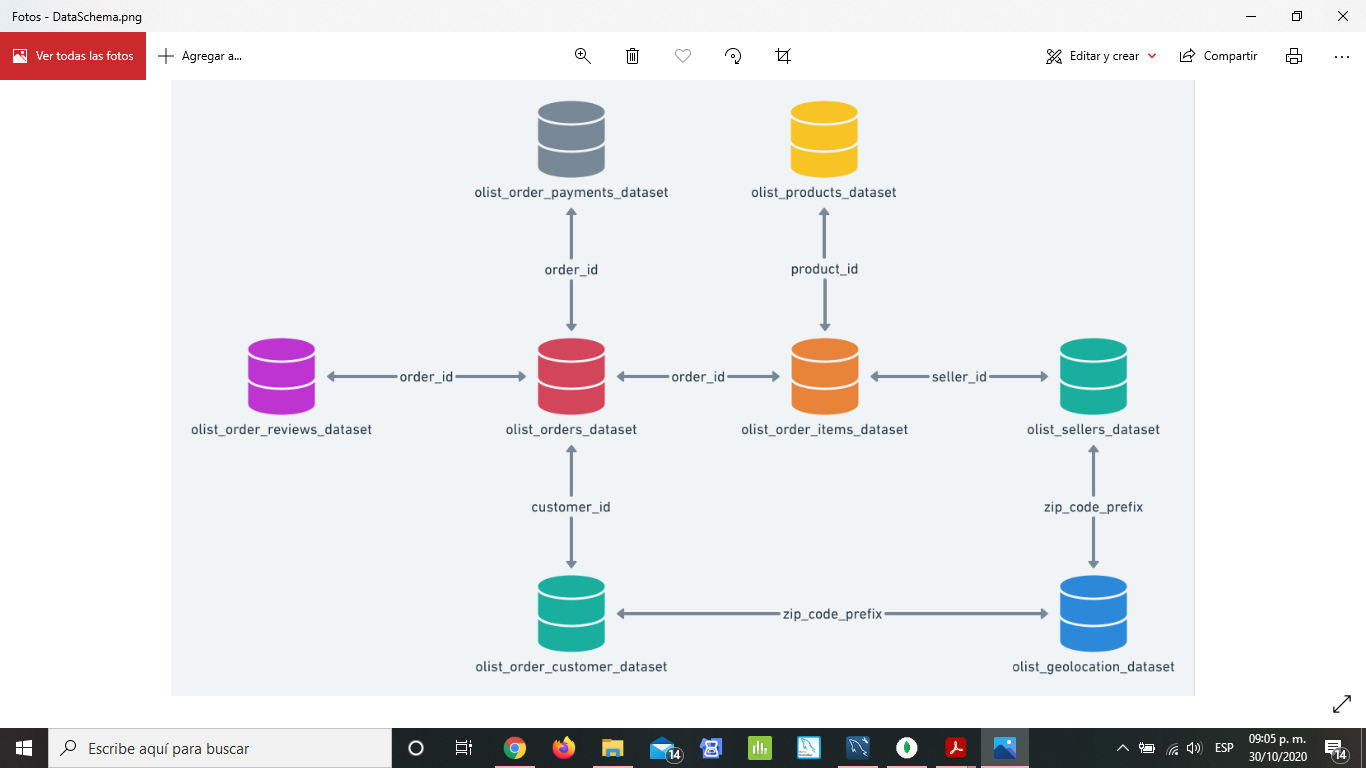 Fotos - DataSchema.png
Ver todas las fotos
Agregar a...
Editar y crear
Compartir
olist_order_payments_dataset
olist_products_dataset
order_id
product_id
order_id
order_id
seller_id
olist_order_reviews_dataset
olist_orders_dataset
olist_order_items_dataset
olist_sellers_dataset
customer_id
zip_code_prefix
zip_code_prefix
olist_order_customer_dataset
olist_geolocation_dataset
Escribe aquí para buscar
14
ESP
09:05 p. m.
30/10/2020
14